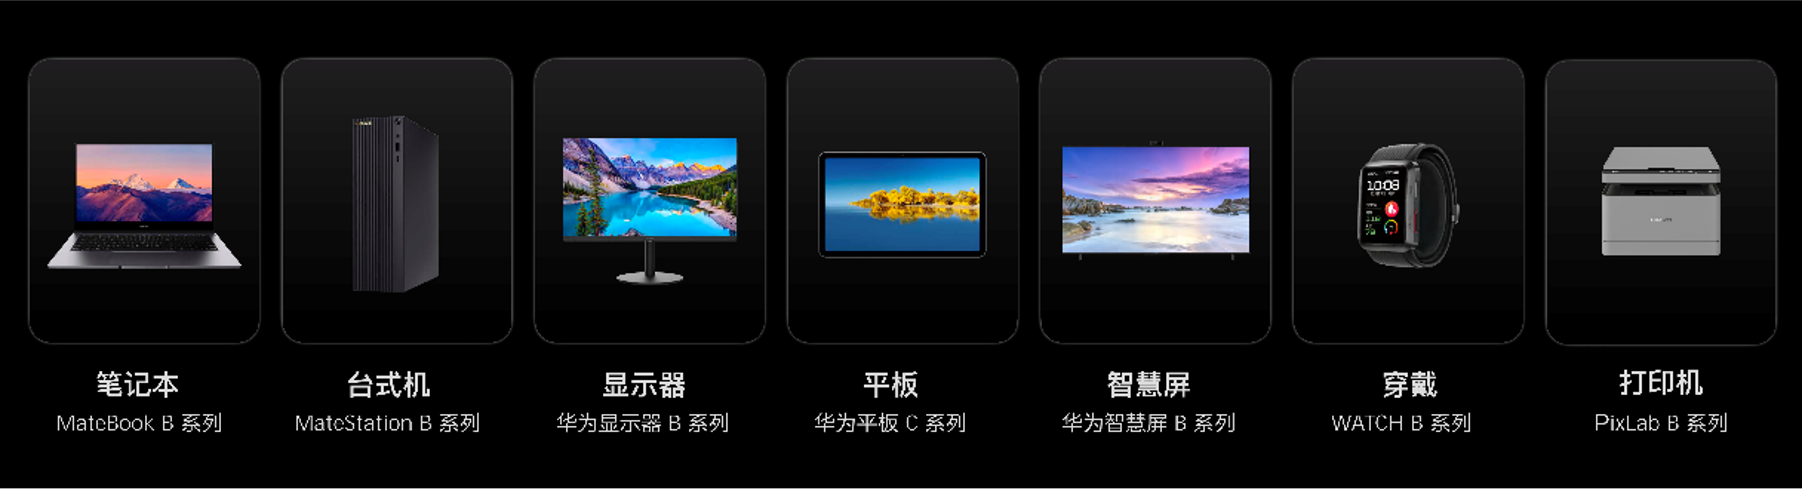 笔记本
MateBook B 系列
台式机
MateStation B 系列
显示器
华为显示器 B 系列
平板
华为平板 C 系列
智慧屏
华为智慧屏 B 系列
10:08
穿戴
WATCH B 系列
打印机
PixLab B 系列